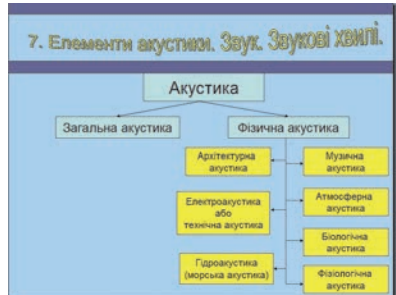 7. Елементи акустики. Звук. Звукові хвилі.
Акустика
Загальна акустика
Фізична акустика
Архітектурна
акустика
Музична
акустика
Електроакустика
або
технічна акустика
Атмосферна
акустика
Біологічна
акустика
Гідроакустика
(морська акустика)
Фізіологічна
акустика